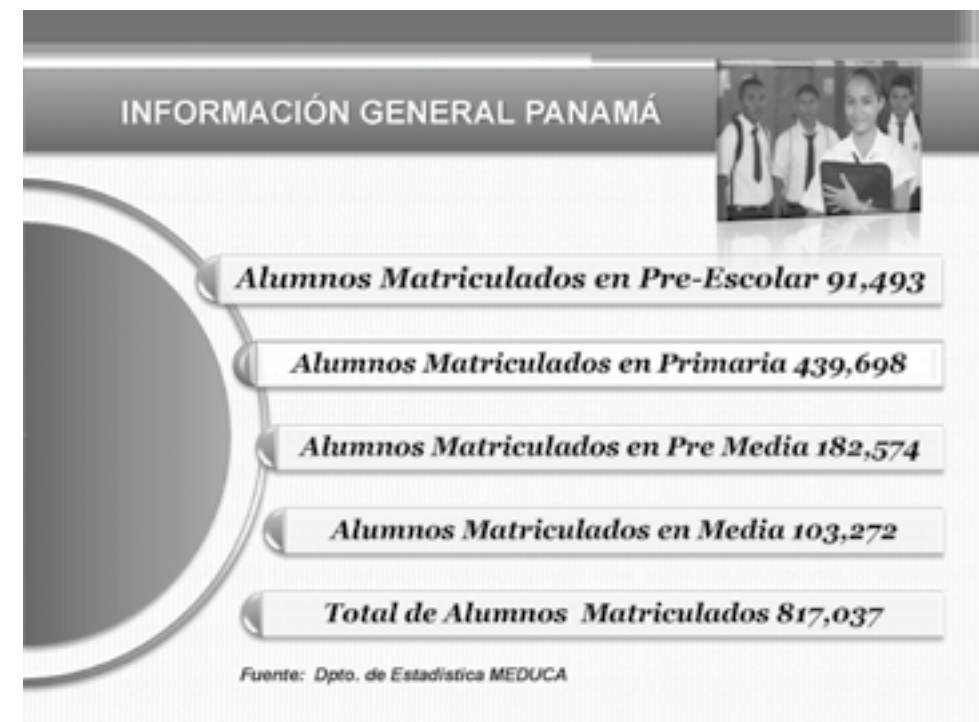 INFORMACIÓN GENERAL PANAMÁ
Alumnos Matriculados en Pre-Escolar 91,493
Alumnos Matriculados en Primaria 439,698
Alumnos Matriculados en Pre Media 182,574
Alumnos Matriculados en Media 103,272
Total de Alumnos Matriculados 817,037
Fuente: Dpto. de Estadística MEDUCA